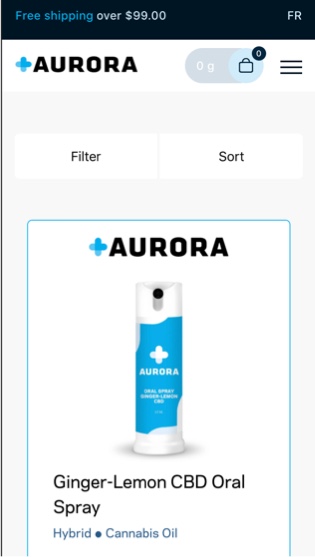 Free shipping over $99.00 FR
AURORA 0 g 0
Filter Sort
AURORA
AURORA
ORAL SPRAY
GINGER-LEMON
CBD
Ginger-Lemon CBD Oral
Spray
Hybrid ● Cannabis Oil